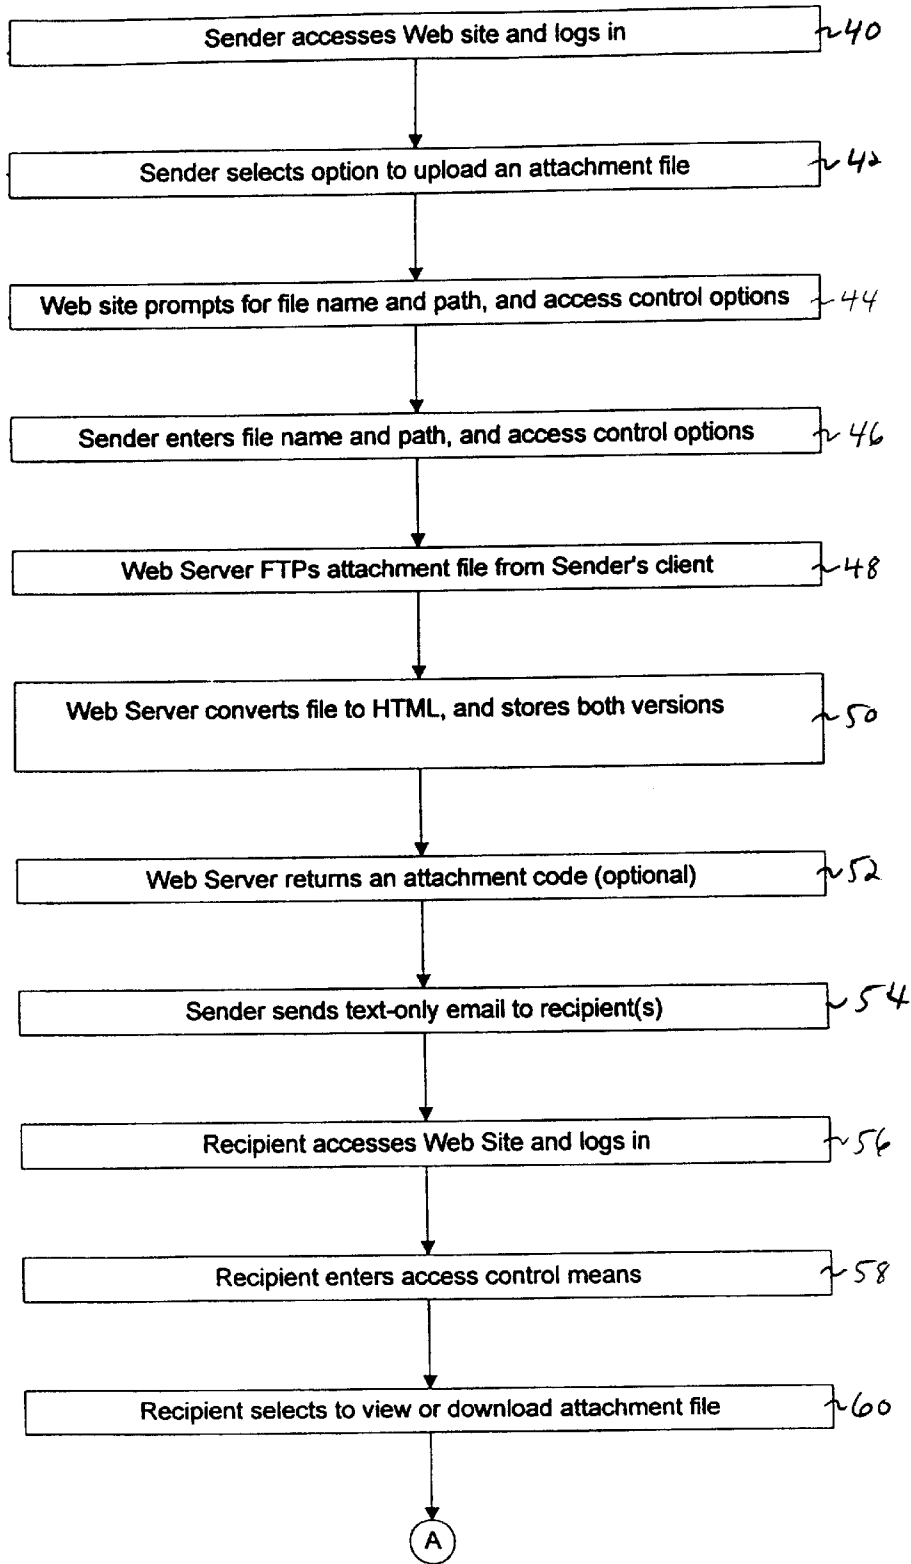 Sender accesses Web site and logs in 40
Sender selects option to upload an attachment file 42
Web site prompts for file name and path, and access control options 44
Sender enters file name and path, and access control options 46
Web Server FTPs attachment file from Sender's client 48
Web Server converts file to HTML, and stores both versions 50
Web Server returns an attachment code (optional) 52
Sender sends text-only email to recipient(s) 54
Recipient accesses Web Site and logs in 56
Recipient enters access control means 58
Recipient selects to view or download attachment file 60
A